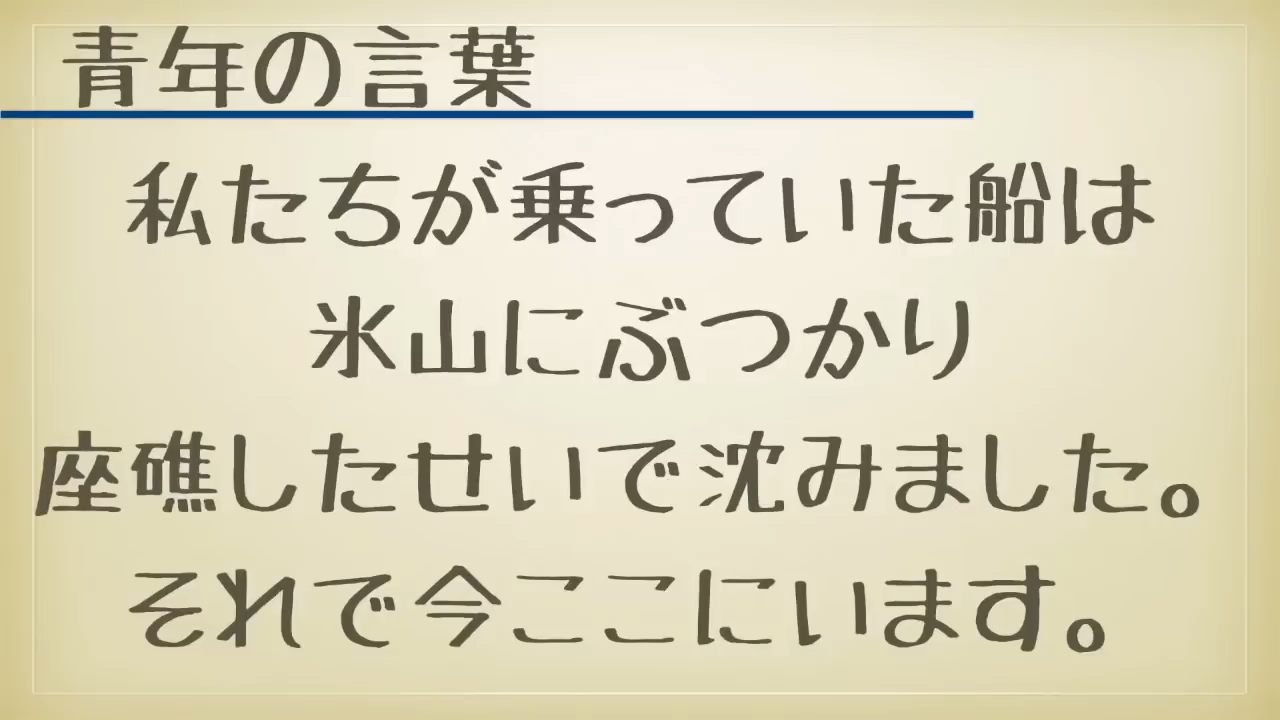 青年の言葉
私たちが乗っていた船は
氷山にぶつかり
座礁したせいで沈みました。
それで今ここにいます。